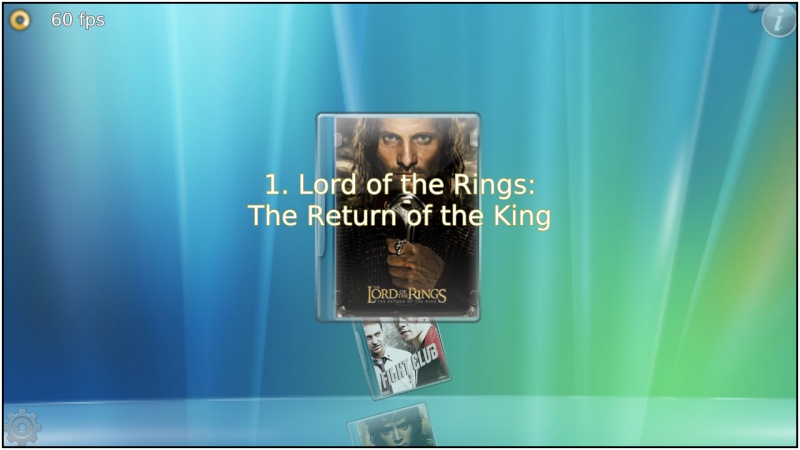 60 fps
i
1. Lord of the Rings:
The Return of the King
THE LORD OF THE RINGS
THE RETURN OF THE KING
FIGHT CLUB